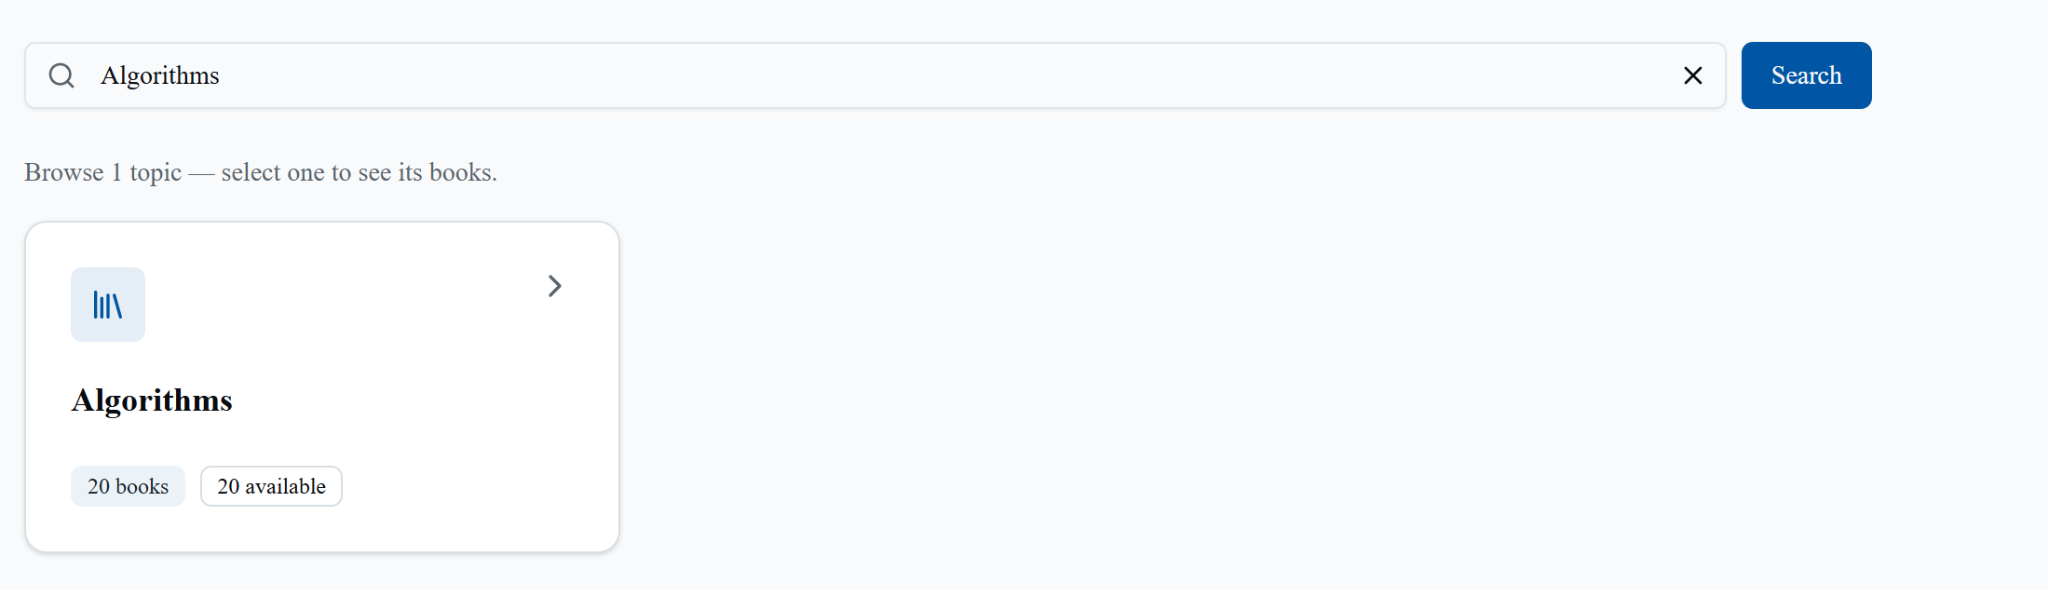 Algorithms
Search
Browse 1 topic — select one to see its books.
Algorithms
20 books
20 available